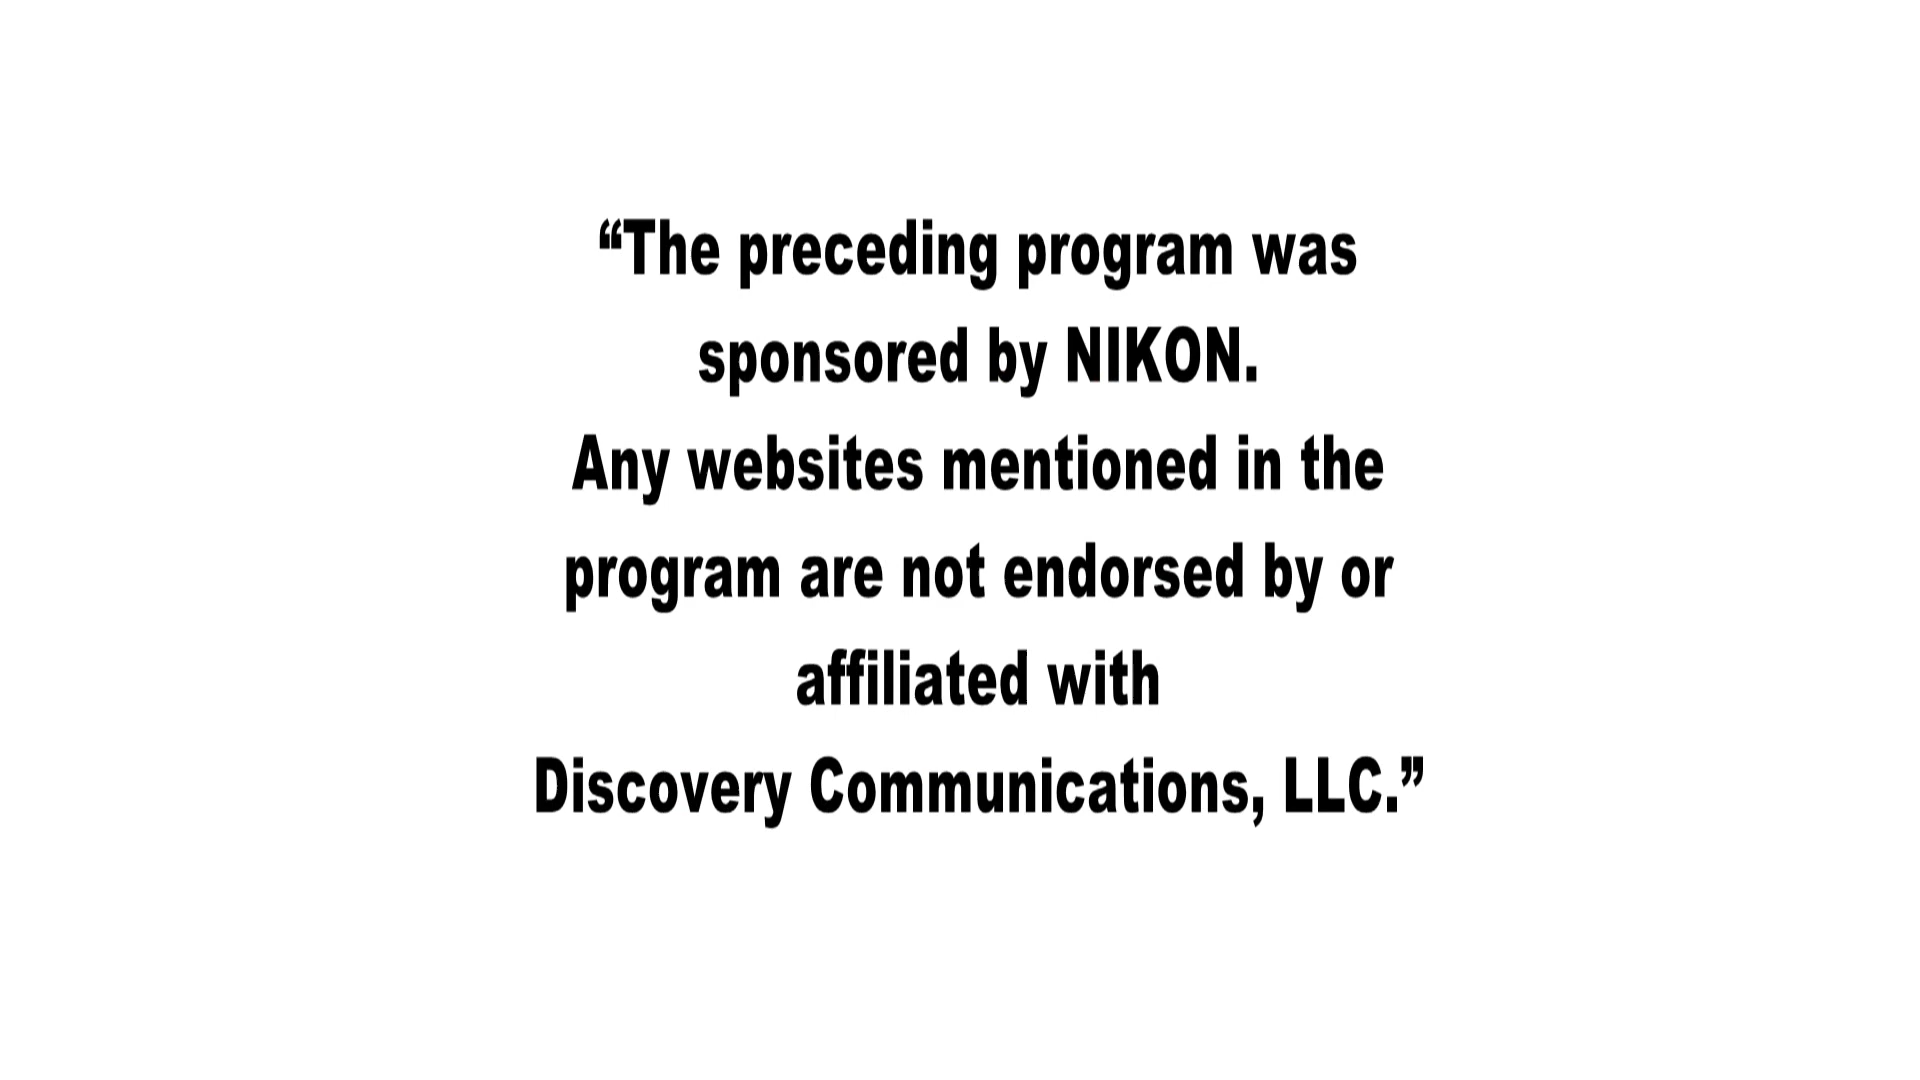 “The preceding program was
sponsored by NIKON.
Any websites mentioned in the
program are not endorsed by or
affiliated with
Discovery Communications, LLC.”